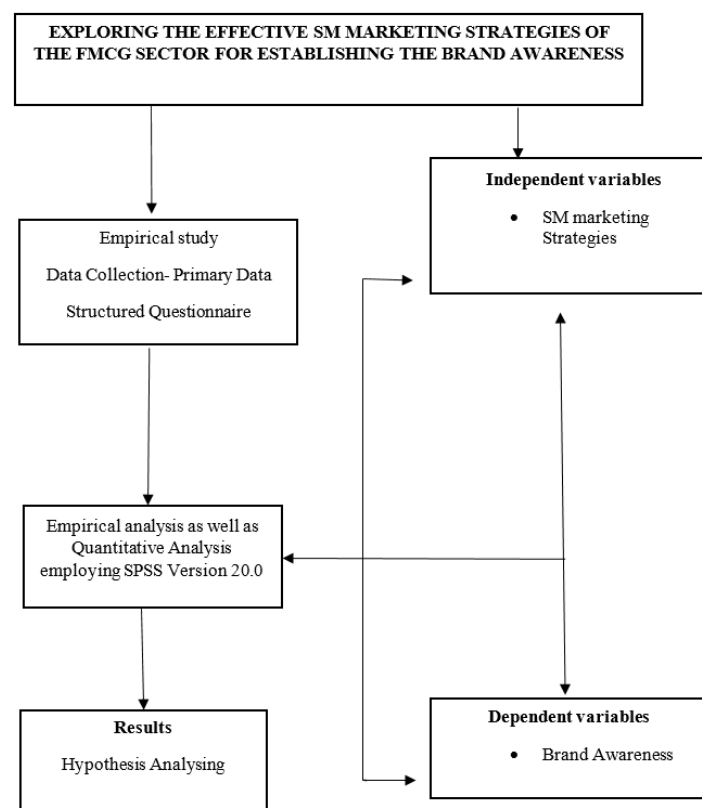 EXPLORING THE EFFECTIVE SM MARKETING STRATEGIES OF
THE FMCG SECTOR FOR ESTABLISHING THE BRAND AWARENESS
Independent variables
• SM marketing
Strategies
Empirical study
Data Collection- Primary Data
Structured Questionnaire
Empirical analysis as well as
Quantitative Analysis
employing SPSS Version 20.0
Results
Hypothesis Analysing
Dependent variables
• Brand Awareness